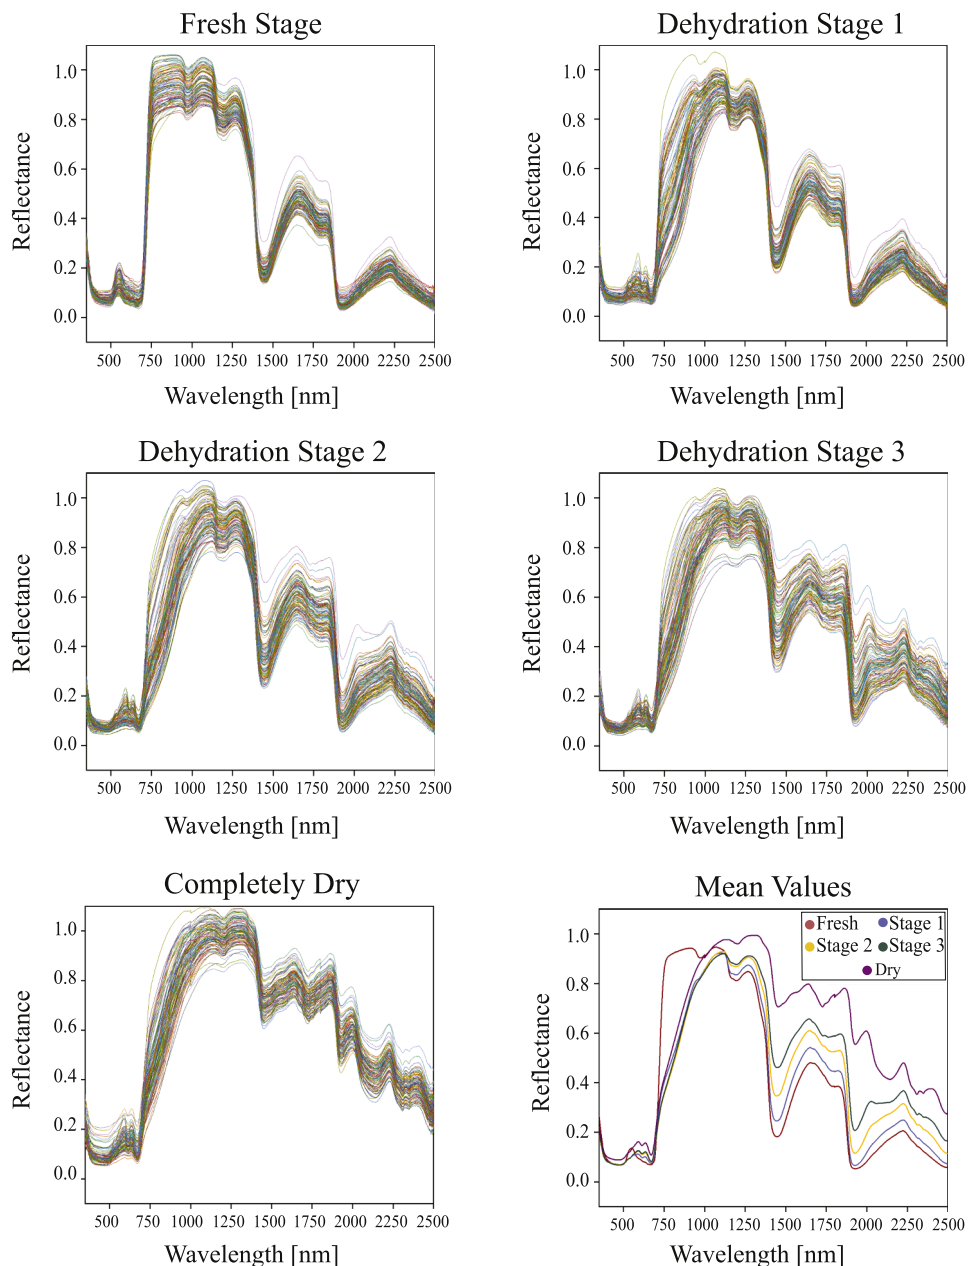 Fresh Stage
Reflectance
1.0
0.8
0.6
0.4
0.2
0.0
500 750 1000 1250 1500 1750 2000 2250 2500
Wavelength [nm]
Dehydration Stage 1
Reflectance
1.0
0.8
0.6
0.4
0.2
0.0
500 750 1000 1250 1500 1750 2000 2250 2500
Wavelength [nm]
Dehydration Stage 2
Reflectance
1.0
0.8
0.6
0.4
0.2
0.0
500 750 1000 1250 1500 1750 2000 2250 2500
Wavelength [nm]
Dehydration Stage 3
Reflectance
1.0
0.8
0.6
0.4
0.2
0.0
500 750 1000 1250 1500 1750 2000 2250 2500
Wavelength [nm]
Completely Dry
Reflectance
1.0
0.8
0.6
0.4
0.2
0.0
500 750 1000 1250 1500 1750 2000 2250 2500
Wavelength [nm]
Mean Values
Fresh Stage 1
Stage 2 Stage 3
Dry
Reflectance
1.0
0.8
0.6
0.4
0.2
0.0
500 750 1000 1250 1500 1750 2000 2250 2500
Wavelength [nm]